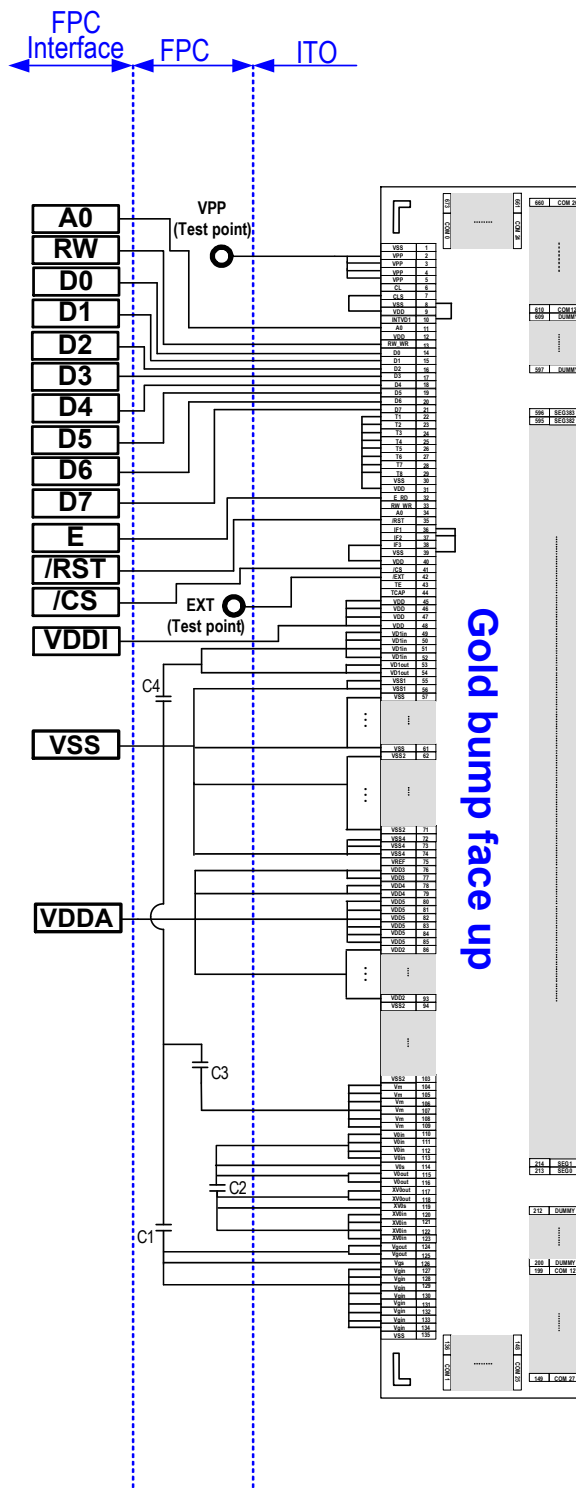 FPC
Interface
FPC
ITO
A0
RW
D0
D1
D2
D3
D4
D5
D6
D7
E
/RST
/CS
VDDI
VSS
VDDA
VPP
(Test point)
EXT
(Test point)
C4
C3
C2
C1
673 COM 0
661 COM 24
VSS 1
VPP 2
VPP 3
VPP 4
VPP 5
CL 6
CLS 7
VSS 8
VDD 9
INTVD1 10
A0 11
VDD 12
RW_WR 13
D0 14
D1 15
D2 16
D3 17
D4 18
D5 19
D6 20
D7 21
T1 22
T2 23
T3 24
T4 25
T5 26
T6 27
T7 28
T8 29
VSS 30
VDD 31
E_RD 32
RW_WR 33
A0 34
/RST 35
IF1 36
IF2 37
IF3 38
VSS 39
VDD 40
/CS 41
/EXT 42
TE 43
TCAP 44
VDD 45
VDD 46
VDD 47
VDD 48
VD1in 49
VD1in 50
VD1in 51
VD1in 52
VD1out 53
VD1out 54
VSS1 55
VSS1 56
VSS 57
VSS 61
VSS2 62
VSS2 71
VSS4 72
VSS4 73
VSS4 74
VREF 75
VDD3 76
VDD3 77
VDD4 78
VDD4 79
VDD5 80
VDD5 81
VDD5 82
VDD5 83
VDD5 84
VDD5 85
VDD2 86
VDD2 93
VSS2 94
VSS2 103
Vm 104
Vm 105
Vm 106
Vm 107
Vm 108
Vm 109
V0in 110
V0in 111
V0in 112
V0in 113
V0s 114
V0out 115
V0out 116
XV0out 117
XV0out 118
XV0s 119
XV0in 120
XV0in 121
XV0in 122
XV0in 123
Vgout 124
Vgout 125
Vgs 126
Vgin 127
Vgin 128
Vgin 129
Vgin 130
Vgin 131
Vgin 132
Vgin 133
Vgin 134
VSS 135
136 COM 1
148 COM 25
Gold bump face up
660 COM 26
610 COM12
609 DUMMY
597 DUMMY
596 SEG383
595 SEG382
214 SEG1
213 SEG0
212 DUMMY
200 DUMMY
199 COM 12
149 COM 27